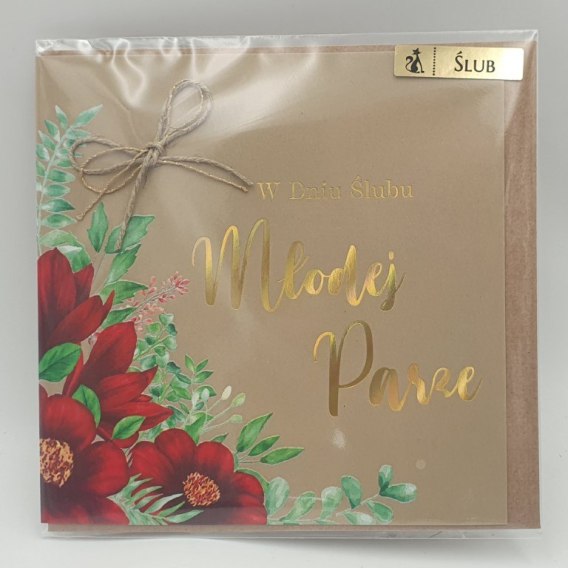 ŚLUB
W Dniu Ślubu
Młodej
Parze